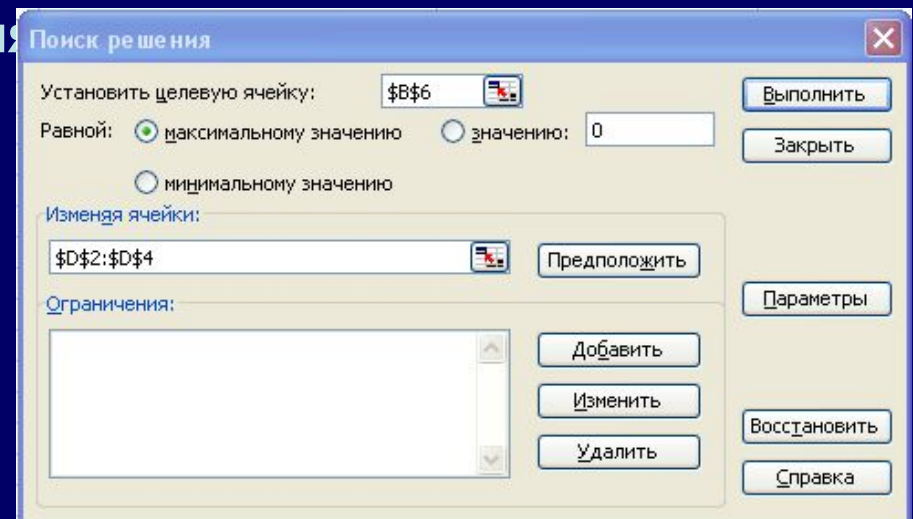 Поиск решения
Установить целевую ячейку: $B$6
Выполнить
Равной: максимальному значению значению: 0
Закрыть
минимальному значению
Изменяя ячейки:
$D$2:$D$4 Предположить
Ограничения:
Параметры
Добавить
Изменить
Восстановить
Удалить
Справка